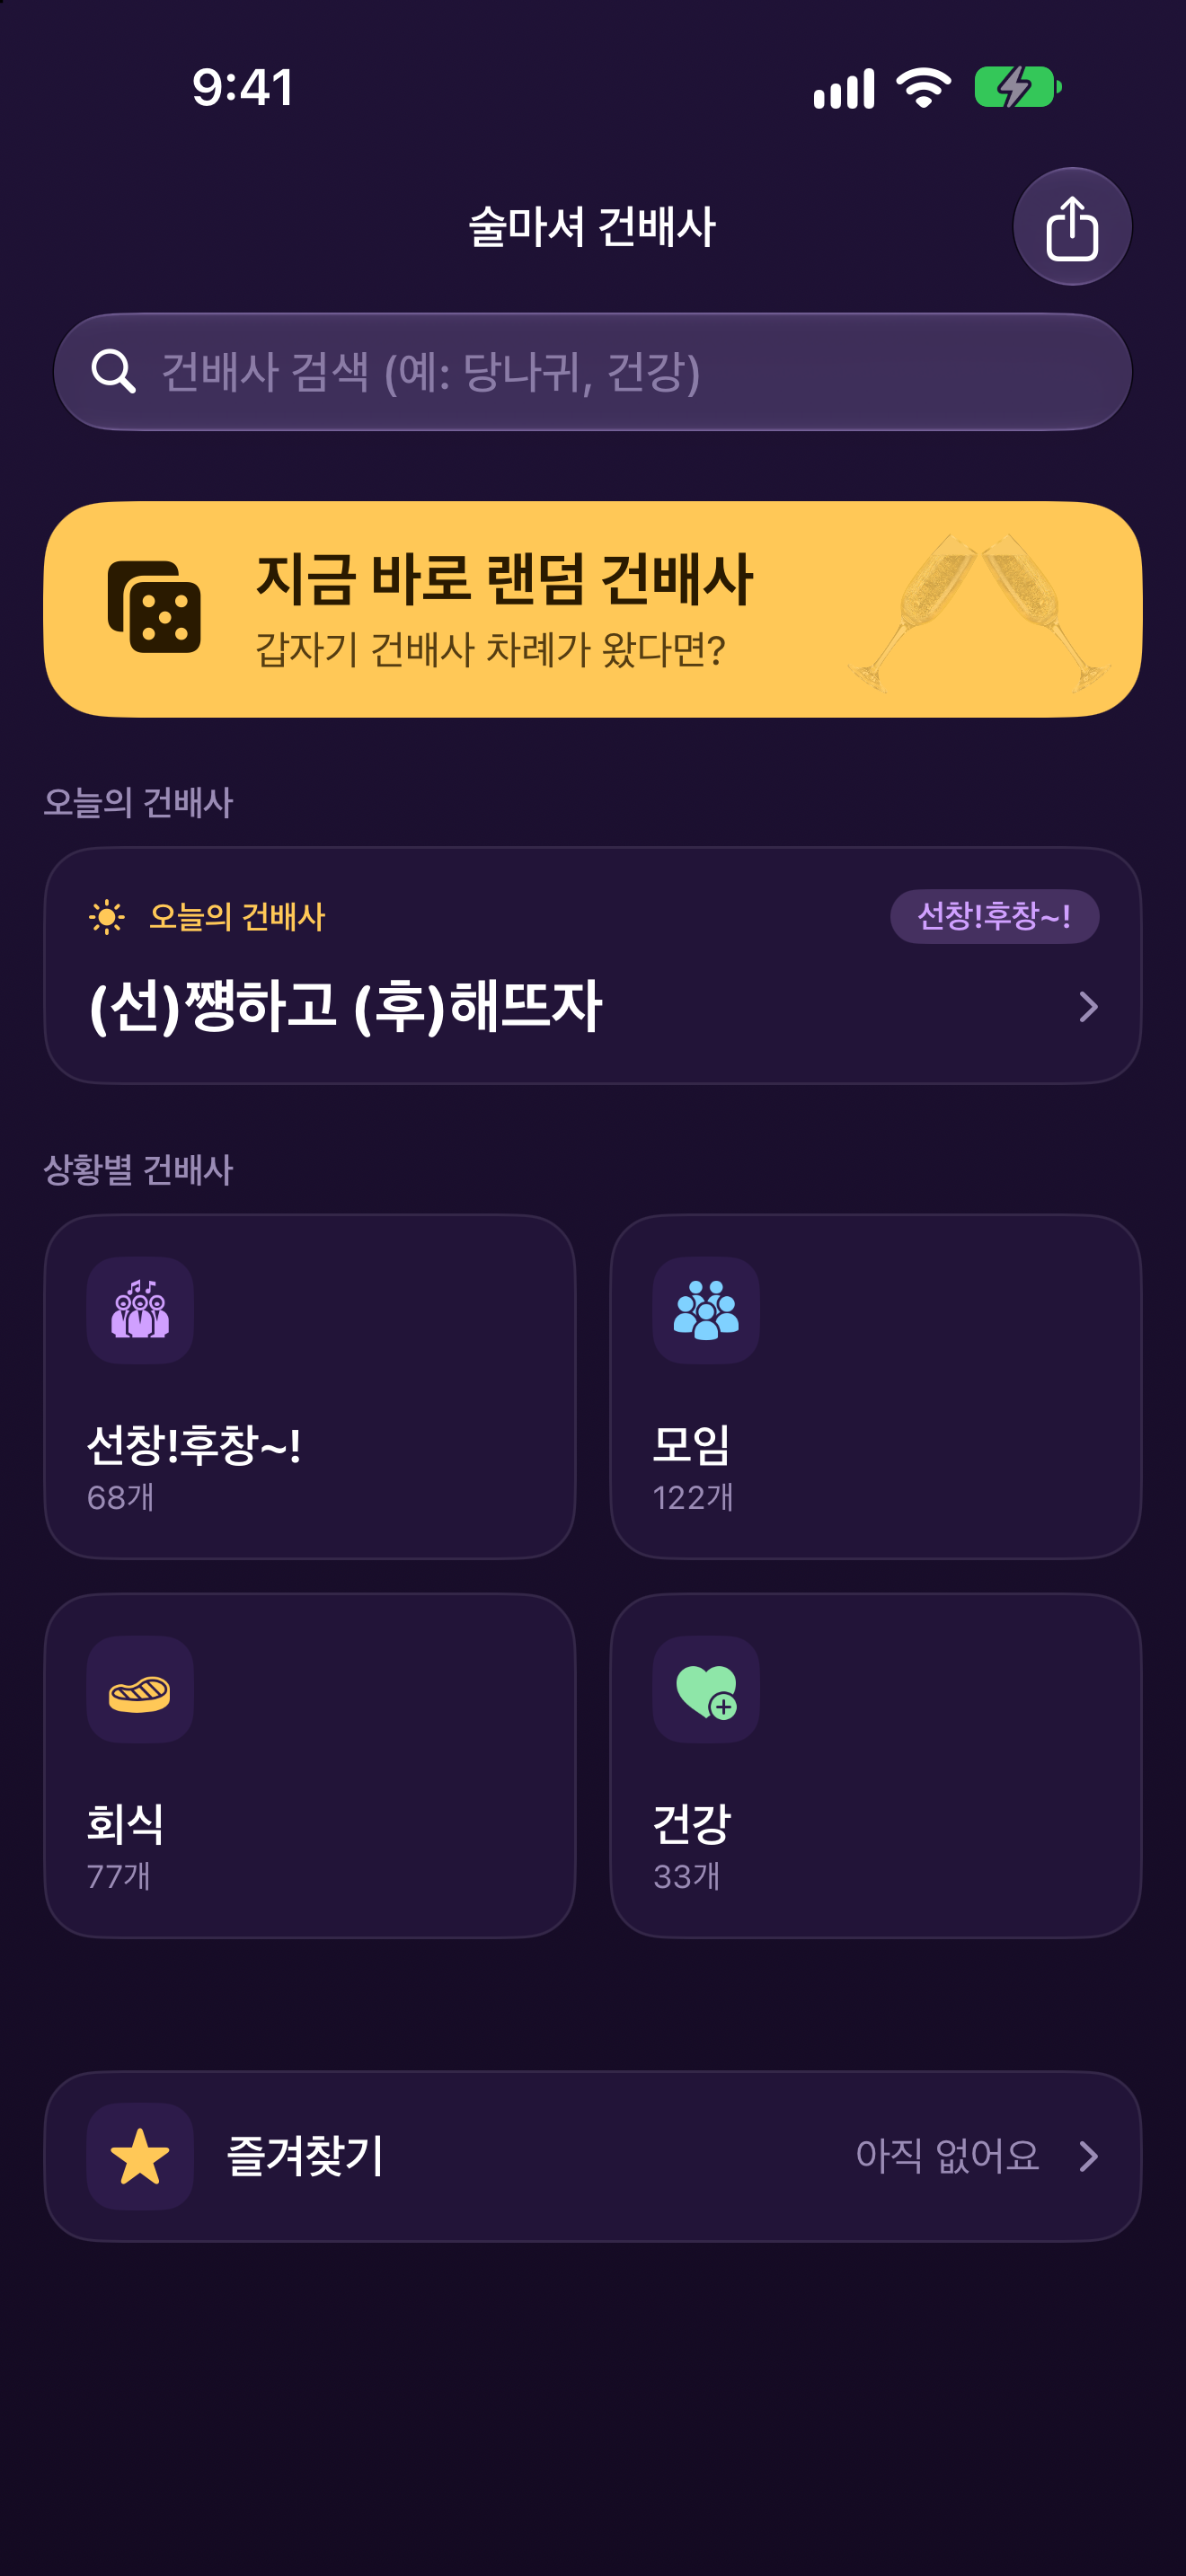 9:41
술마셔 건배사
건배사 검색 (예: 당나귀, 건강)
지금 바로 랜덤 건배사
갑자기 건배사 차례가 왔다면?
오늘의 건배사
오늘의 건배사
선창!후창~!
(선)쨍하고 (후)해뜨자
상황별 건배사
선창!후창~!
68개
모임
122개
회식
77개
건강
33개
즐겨찾기
아직 없어요